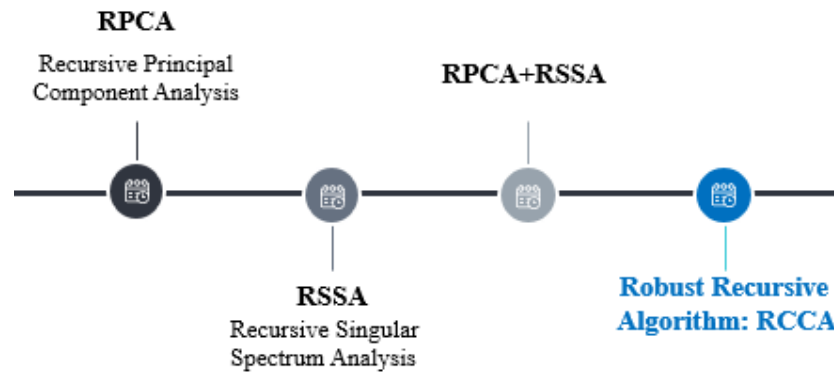 RPCA
Recursive Principal
Component Analysis
RSSA
Recursive Singular
Spectrum Analysis
RPCA+RSSA
Robust Recursive
Algorithm: RCCA